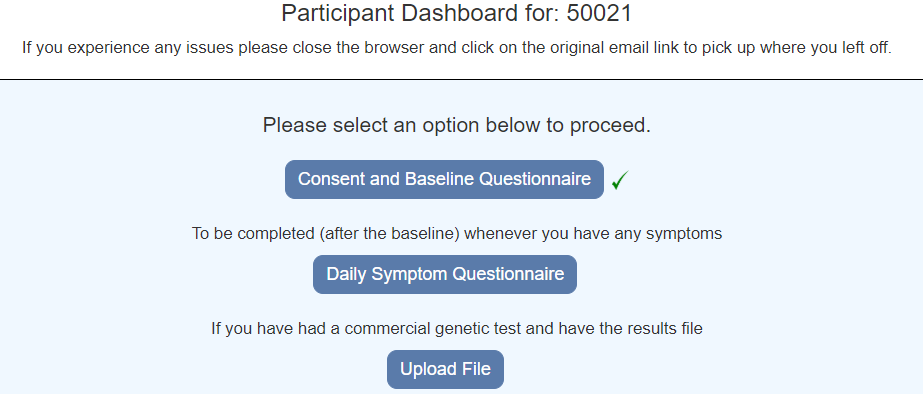 Participant Dashboard for: 50021
If you experience any issues please close the browser and click on the original email link to pick up where you left off.
Please select an option below to proceed.
Consent and Baseline Questionnaire ✓
To be completed (after the baseline) whenever you have any symptoms
Daily Symptom Questionnaire
If you have had a commercial genetic test and have the results file
Upload File